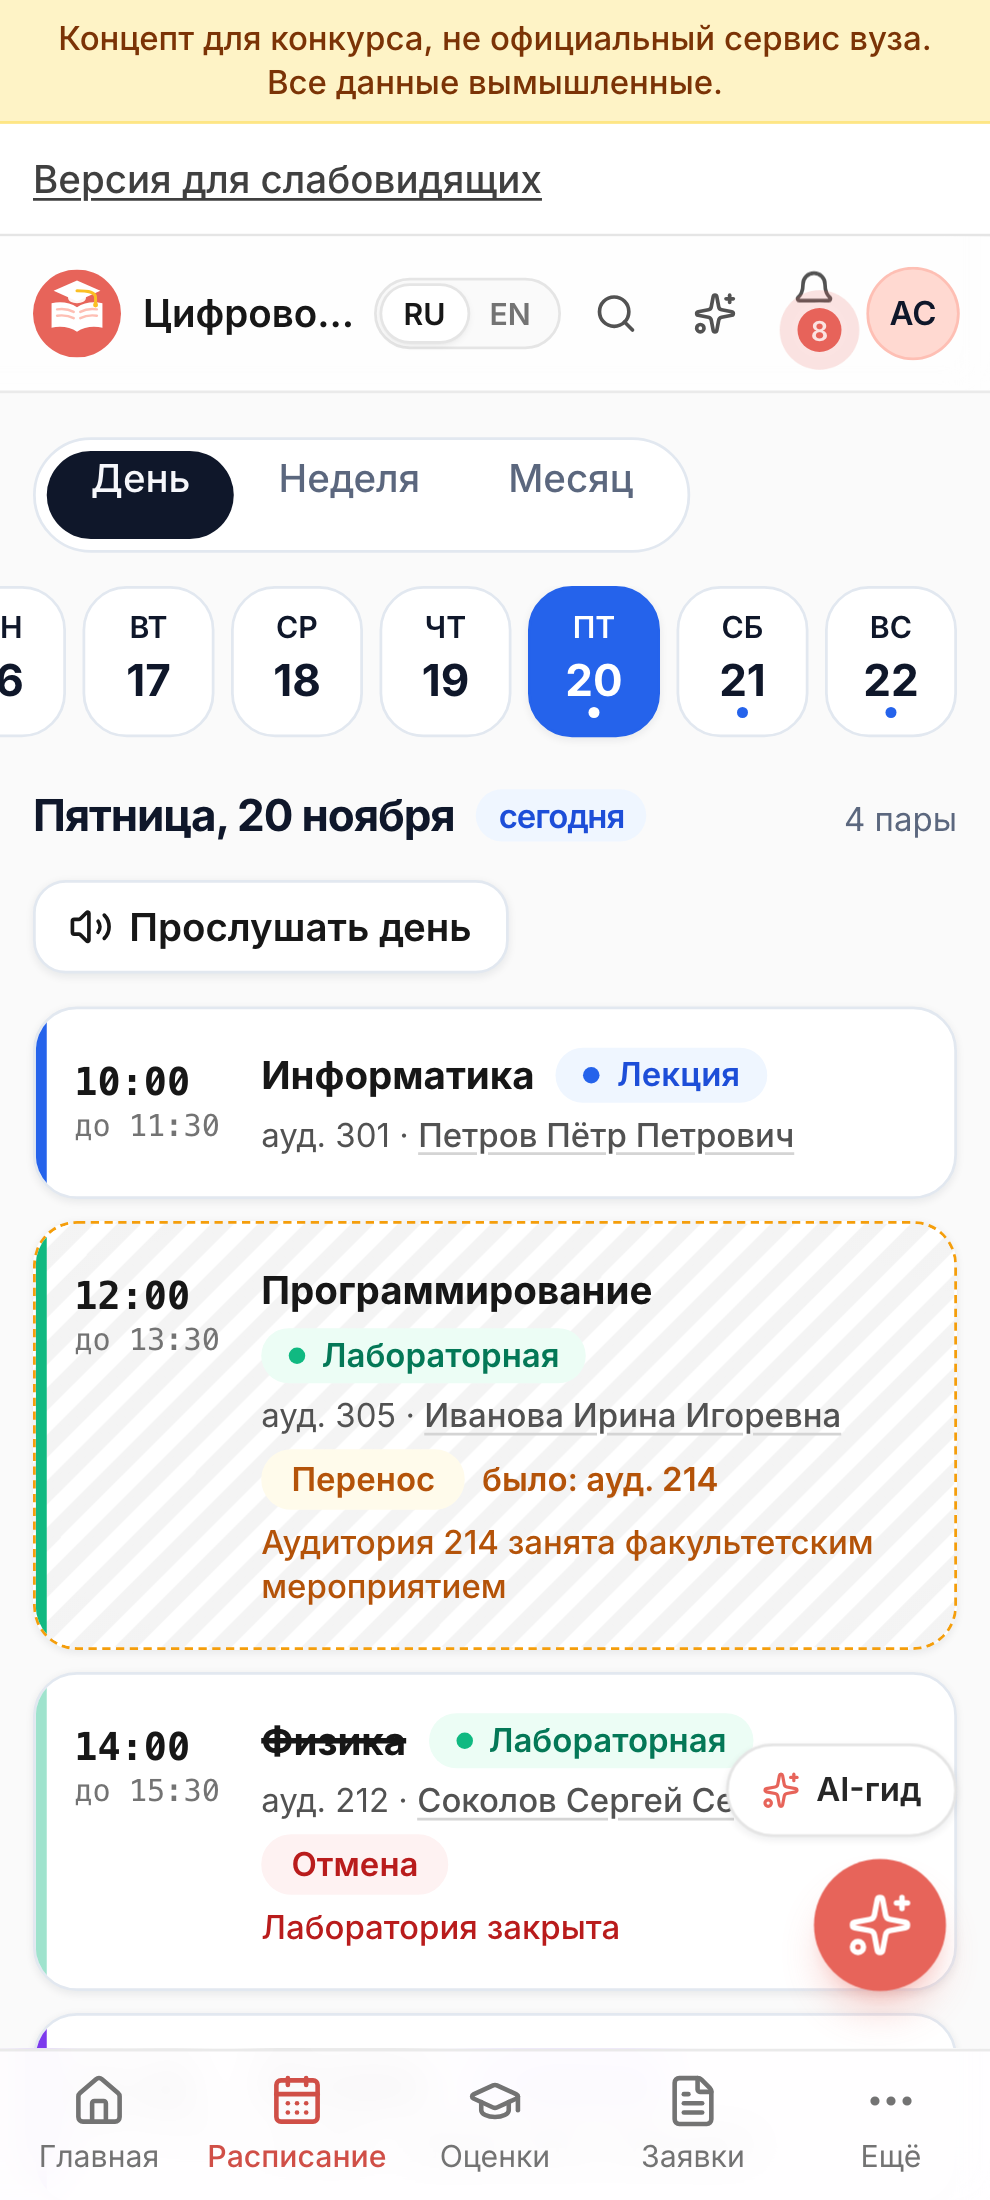 Концепт для конкурса, не официальный сервис вуза.
Все данные вымышленные.
Версия для слабовидящих
Цифрово... RU EN 8 АС
День Неделя Месяц
Н ВТ СР ЧТ ПТ СБ ВС
6 17 18 19 20 21 22
Пятница, 20 ноября сегодня 4 пары
Прослушать день
10:00 Информатика Лекция
до 11:30 ауд. 301 · Петров Пётр Петрович
12:00 Программирование
до 13:30 Лабораторная
ауд. 305 · Иванова Ирина Игоревна
Перенос было: ауд. 214
Аудитория 214 занята факультетским
мероприятием
14:00 Физика Лабораторная
до 15:30 ауд. 212 · Соколов Сергей Се
AI-гид
Отмена
Лаборатория закрыта
Главная Расписание Оценки Заявки Ещё